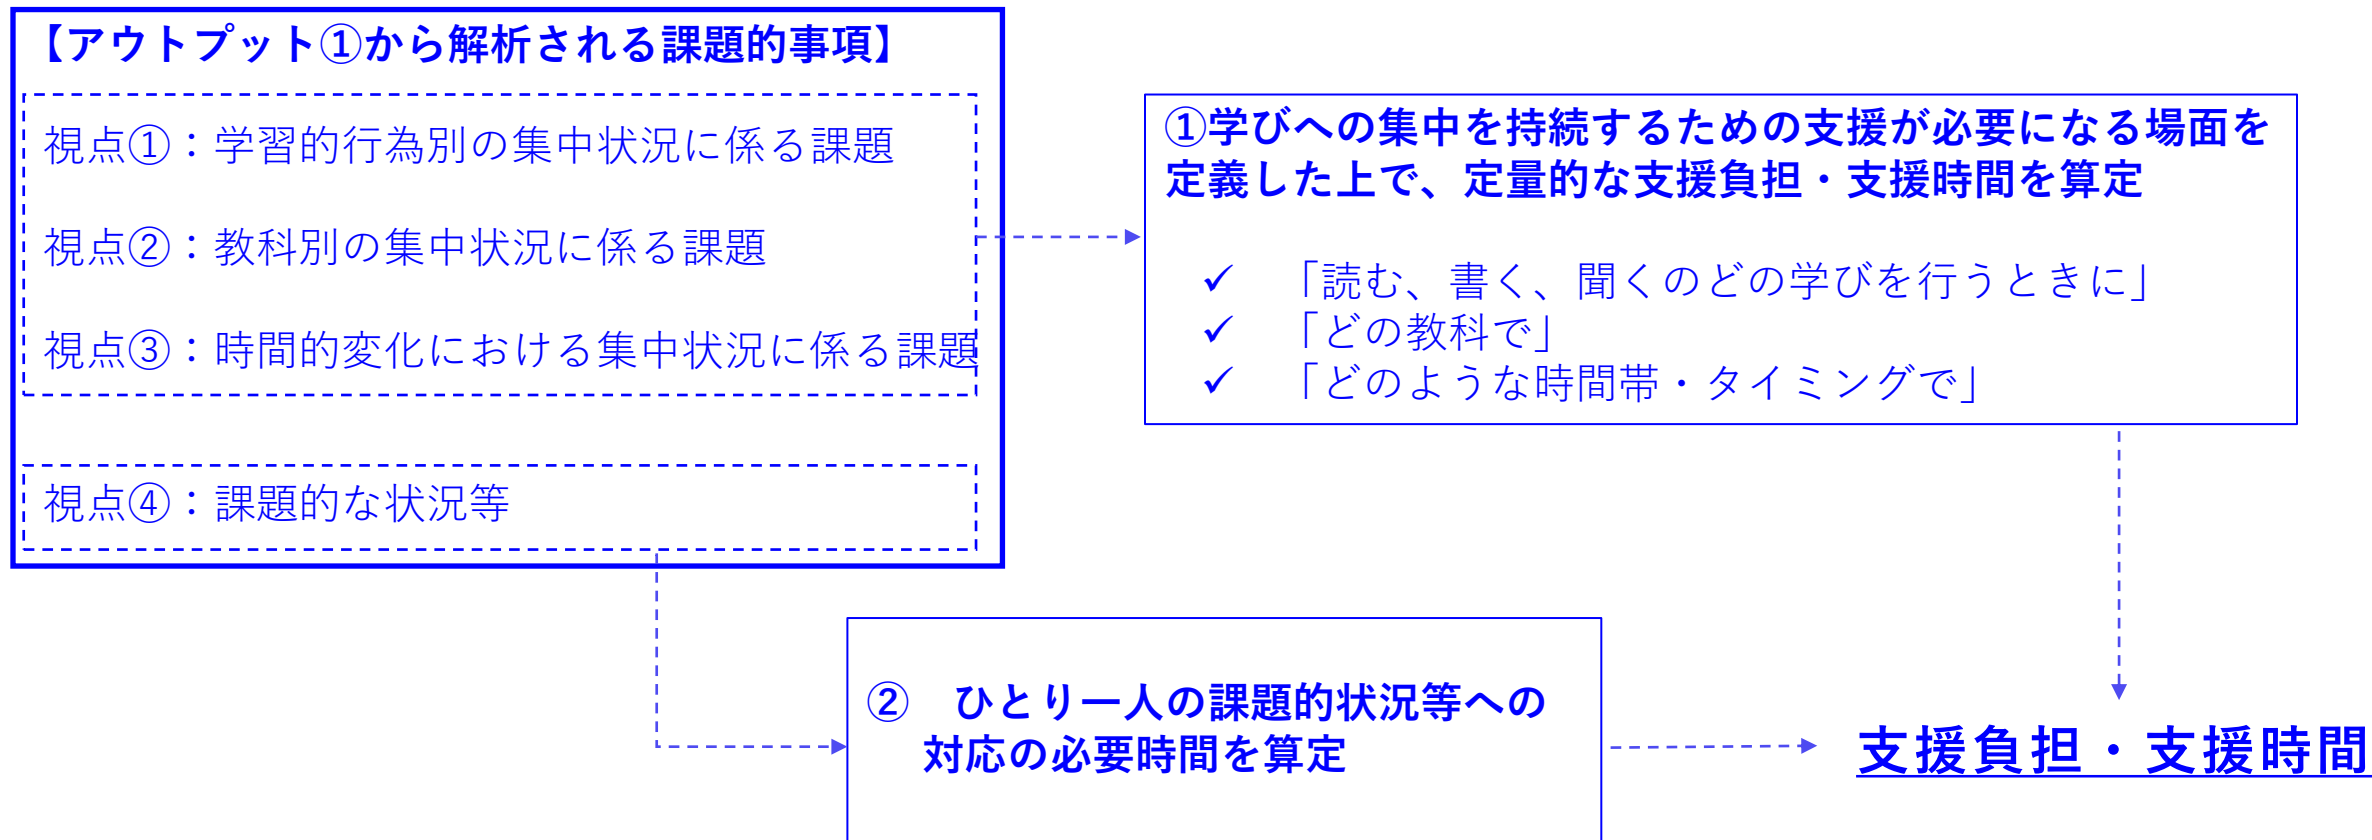 【アウトプット①から解析される課題的事項】
視点①：学習的行為別の集中状況に係る課題
視点②：教科別の集中状況に係る課題
視点③：時間的変化における集中状況に係る課題
視点④：課題的な状況等
①学びへの集中を持続するための支援が必要になる場面を
定義した上で、定量的な支援負担・支援時間を算定
✓ 「読む、書く、聞くのどの学びを行うときに」
✓ 「どの教科で」
✓ 「どのような時間帯・タイミングで」
② ひとり一人の課題的状況等への
対応の必要時間を算定
支援負担・支援時間